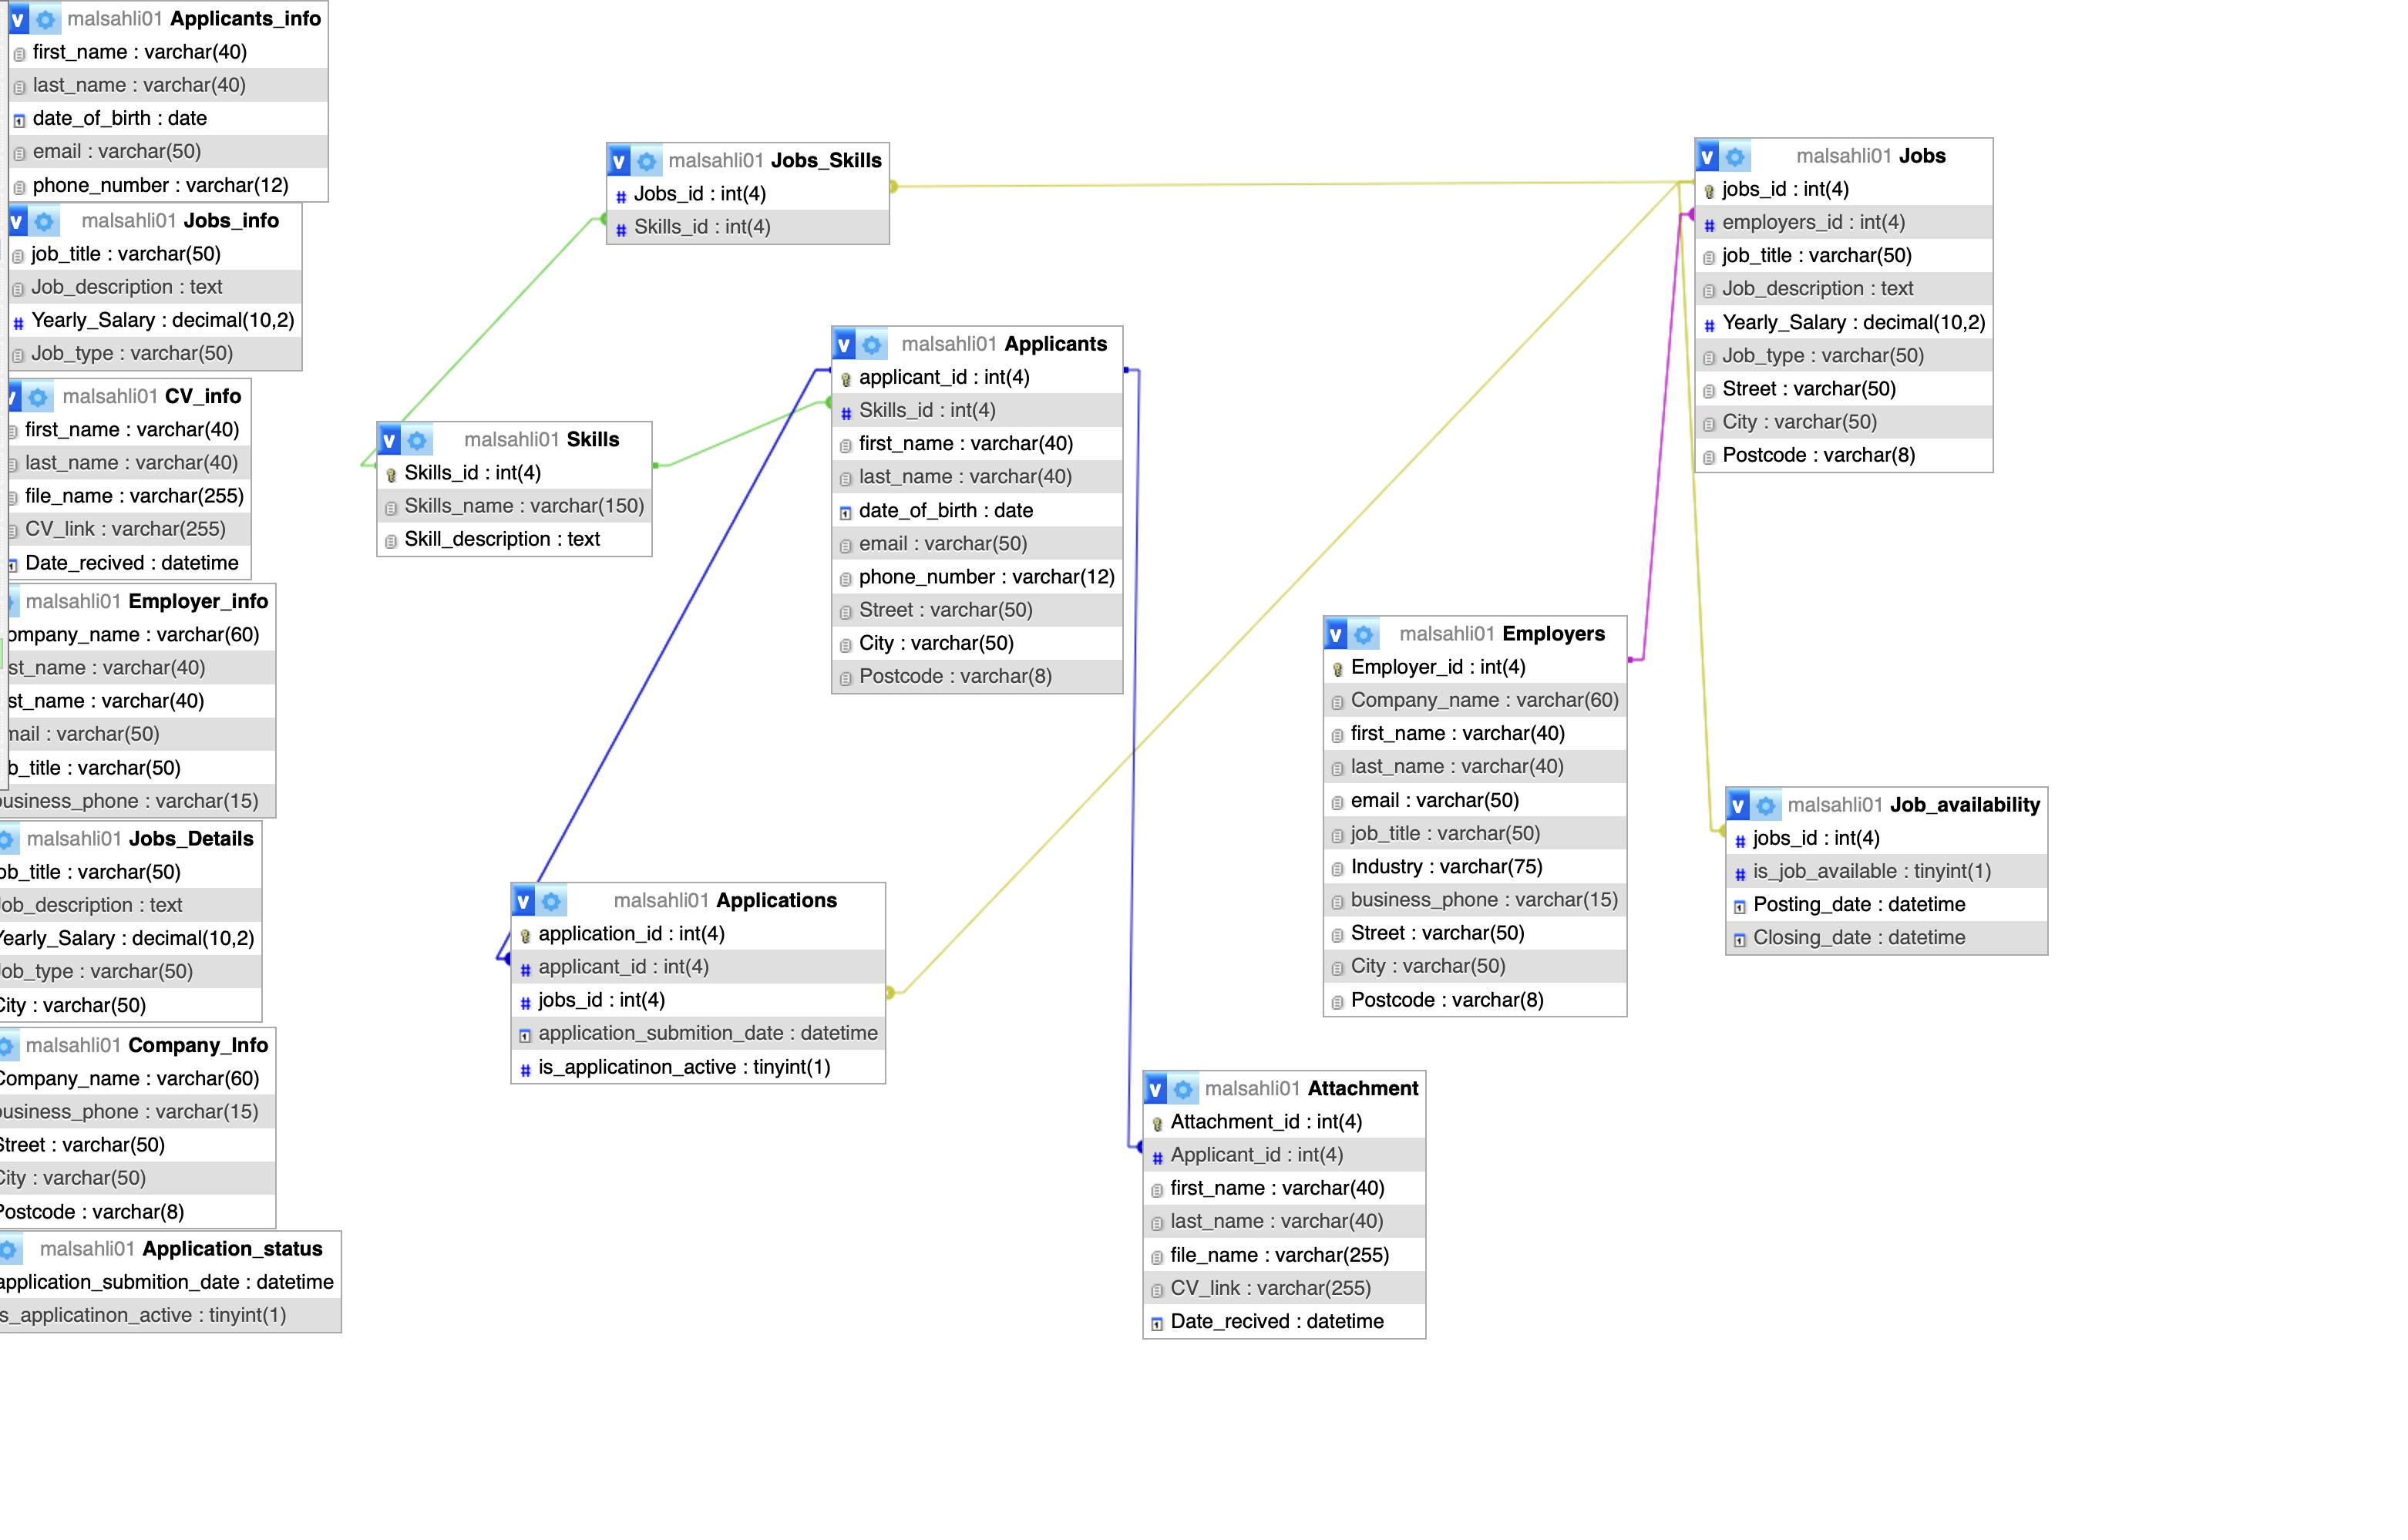 malsahli01 Applicants_info
first_name : varchar(40)
last_name : varchar(40)
date_of_birth : date
email : varchar(50)
phone_number : varchar(12)
malsahli01 Jobs_info
job_title : varchar(50)
Job_description : text
Yearly_Salary : decimal(10,2)
Job_type : varchar(50)
malsahli01 CV_info
first_name : varchar(40)
last_name : varchar(40)
file_name : varchar(255)
CV_link : varchar(255)
Date_recived : datetime
malsahli01 Employer_info
ompany_name : varchar(60)
st_name : varchar(40)
st_name : varchar(40)
mail : varchar(50)
b_title : varchar(50)
usiness_phone : varchar(15)
malsahli01 Jobs_Details
ob_title : varchar(50)
ob_description : text
Yearly_Salary : decimal(10,2)
ob_type : varchar(50)
City : varchar(50)
malsahli01 Company_Info
Company_name : varchar(60)
usiness_phone : varchar(15)
Street : varchar(50)
City : varchar(50)
Postcode : varchar(8)
malsahli01 Application_status
application_submition_date : datetime
s_applicatinon_active : tinyint(1)
malsahli01 Jobs_Skills
Jobs_id : int(4)
Skills_id : int(4)
malsahli01 Skills
Skills_id : int(4)
Skills_name : varchar(150)
Skill_description : text
malsahli01 Applicants
applicant_id : int(4)
Skills_id : int(4)
first_name : varchar(40)
last_name : varchar(40)
date_of_birth : date
email : varchar(50)
phone_number : varchar(12)
Street : varchar(50)
City : varchar(50)
Postcode : varchar(8)
malsahli01 Applications
application_id : int(4)
applicant_id : int(4)
jobs_id : int(4)
application_submition_date : datetime
is_applicatinon_active : tinyint(1)
malsahli01 Attachment
Attachment_id : int(4)
Applicant_id : int(4)
first_name : varchar(40)
last_name : varchar(40)
file_name : varchar(255)
CV_link : varchar(255)
Date_recived : datetime
malsahli01 Employers
Employer_id : int(4)
Company_name : varchar(60)
first_name : varchar(40)
last_name : varchar(40)
email : varchar(50)
job_title : varchar(50)
Industry : varchar(75)
business_phone : varchar(15)
Street : varchar(50)
City : varchar(50)
Postcode : varchar(8)
malsahli01 Jobs
jobs_id : int(4)
employers_id : int(4)
job_title : varchar(50)
Job_description : text
Yearly_Salary : decimal(10,2)
Job_type : varchar(50)
Street : varchar(50)
City : varchar(50)
Postcode : varchar(8)
malsahli01 Job_availability
jobs_id : int(4)
is_job_available : tinyint(1)
Posting_date : datetime
Closing_date : datetime